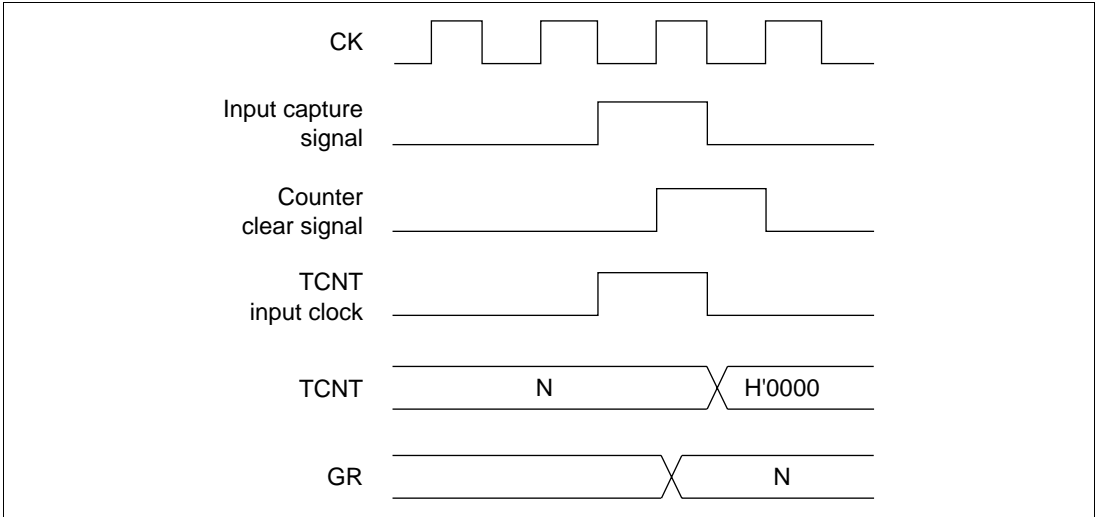 CK
Input capture
signal
Counter
clear signal
TCNT
input clock
TCNT
N
H'0000
GR
N